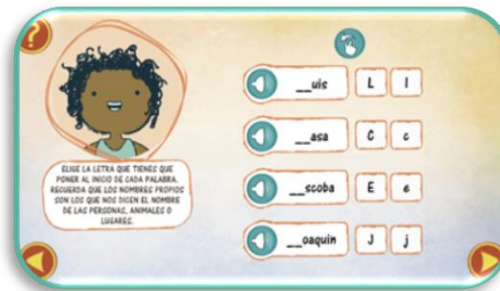 ?
__uis L l
__asa C c
__scoba E e
__oaquin J j
ELIGE LA LETRA QUE TIENES QUE
PONER AL INICIO DE CADA PALABRA.
RECUERDA QUE LOS NOMBRES PROPIOS
SON LOS QUE NOS DICEN EL NOMBRE
DE LAS PERSONAS, ANIMALES O
LUGARES.